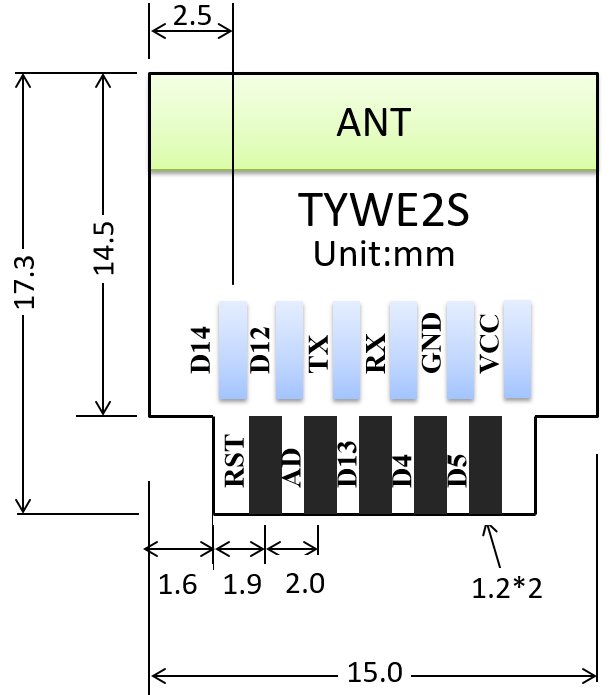 2.5
ANT
TYWE2S
Unit:mm
14.5
17.3
D14
D12
TX
RX
GND
VCC
RST
AD
D13
D4
D5
1.6
1.9
2.0
1.2*2
15.0